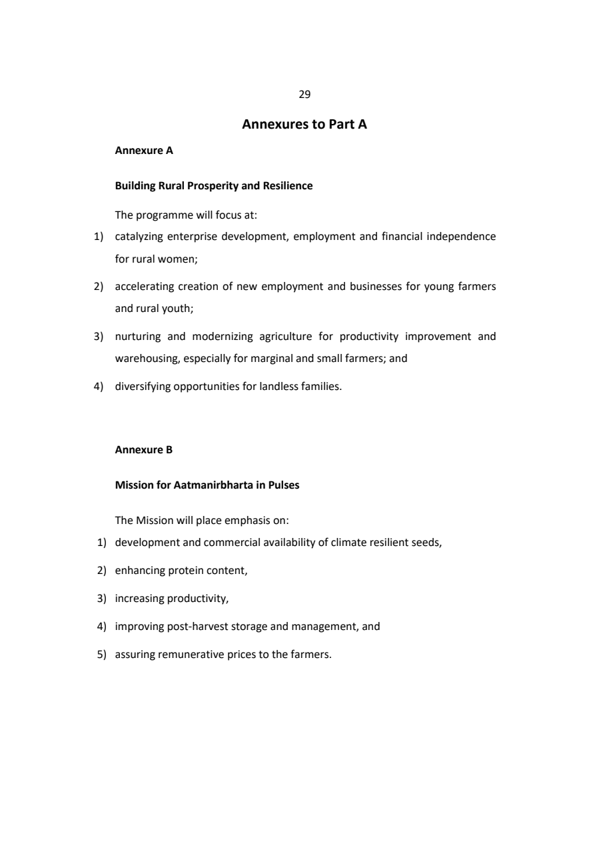 29
Annexures to Part A
Annexure A
Building Rural Prosperity and Resilience
The programme will focus at:
1) catalyzing enterprise development, employment and financial independence
for rural women;
2) accelerating creation of new employment and businesses for young farmers
and rural youth;
3) nurturing and modernizing agriculture for productivity improvement and
warehousing, especially for marginal and small farmers; and
4) diversifying opportunities for landless families.
Annexure B
Mission for Aatmanirbharta in Pulses
The Mission will place emphasis on:
1) development and commercial availability of climate resilient seeds,
2) enhancing protein content,
3) increasing productivity,
4) improving post-harvest storage and management, and
5) assuring remunerative prices to the farmers.